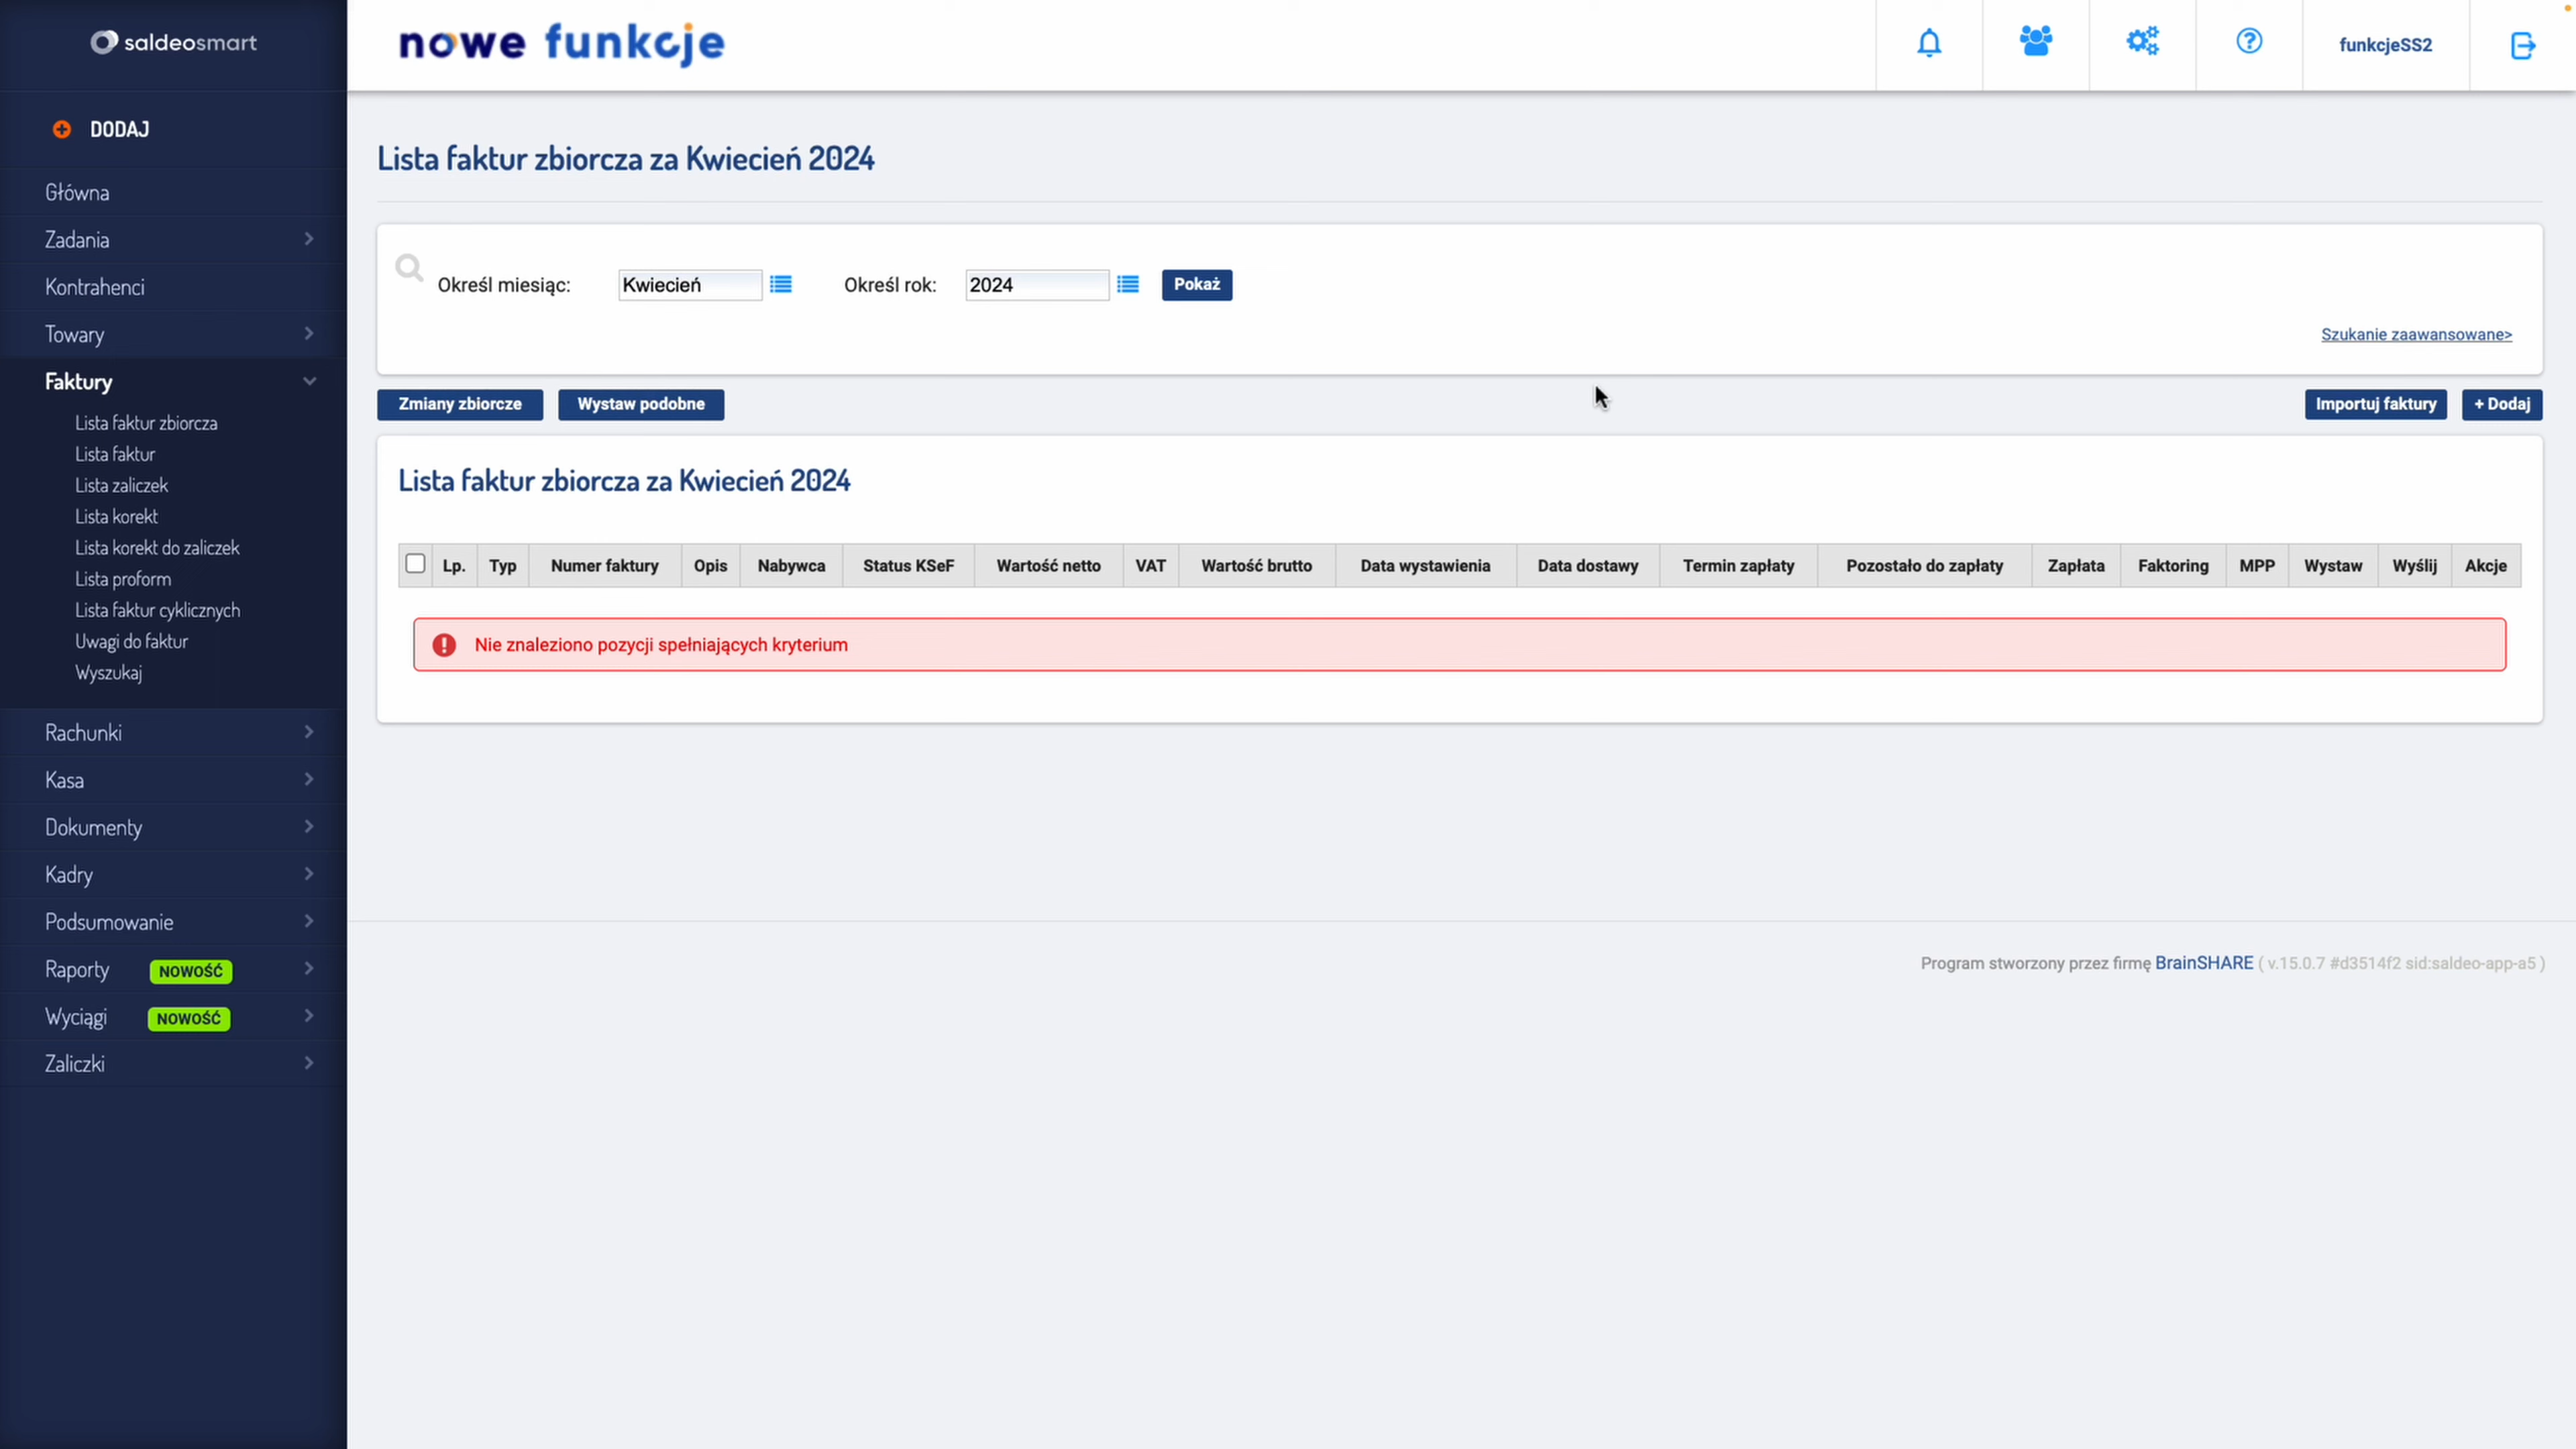 saldeosmart
nowe funkcje
funkcjeSS2
DODAJ
Główna
Zadania
Kontrahenci
Towary
Faktury
Lista faktur zbiorcza
Lista faktur
Lista zaliczek
Lista korekt
Lista korekt do zaliczek
Lista proform
Lista faktur cyklicznych
Uwagi do faktur
Wyszukaj
Rachunki
Kasa
Dokumenty
Kadry
Podsumowanie
Raporty NOWOŚĆ
Wyciągi NOWOŚĆ
Zaliczki
Lista faktur zbiorcza za Kwiecień 2024
Określ miesiąc: Kwiecień Określ rok: 2024 Pokaż
Szukanie zaawansowane>
Zmiany zbiorcze Wystaw podobne Importuj faktury + Dodaj
Lista faktur zbiorcza za Kwiecień 2024
Lp. Typ Numer faktury Opis Nabywca Status KSeF Wartość netto VAT Wartość brutto Data wystawienia Data dostawy Termin zapłaty Pozostało do zapłaty Zapłata Faktoring MPP Wystaw Wyślij Akcje
Nie znaleziono pozycji spełniających kryterium
Program stworzony przez firmę BrainSHARE ( v.15.0.7 #d3514f2 sid:saldeo-app-a5 )